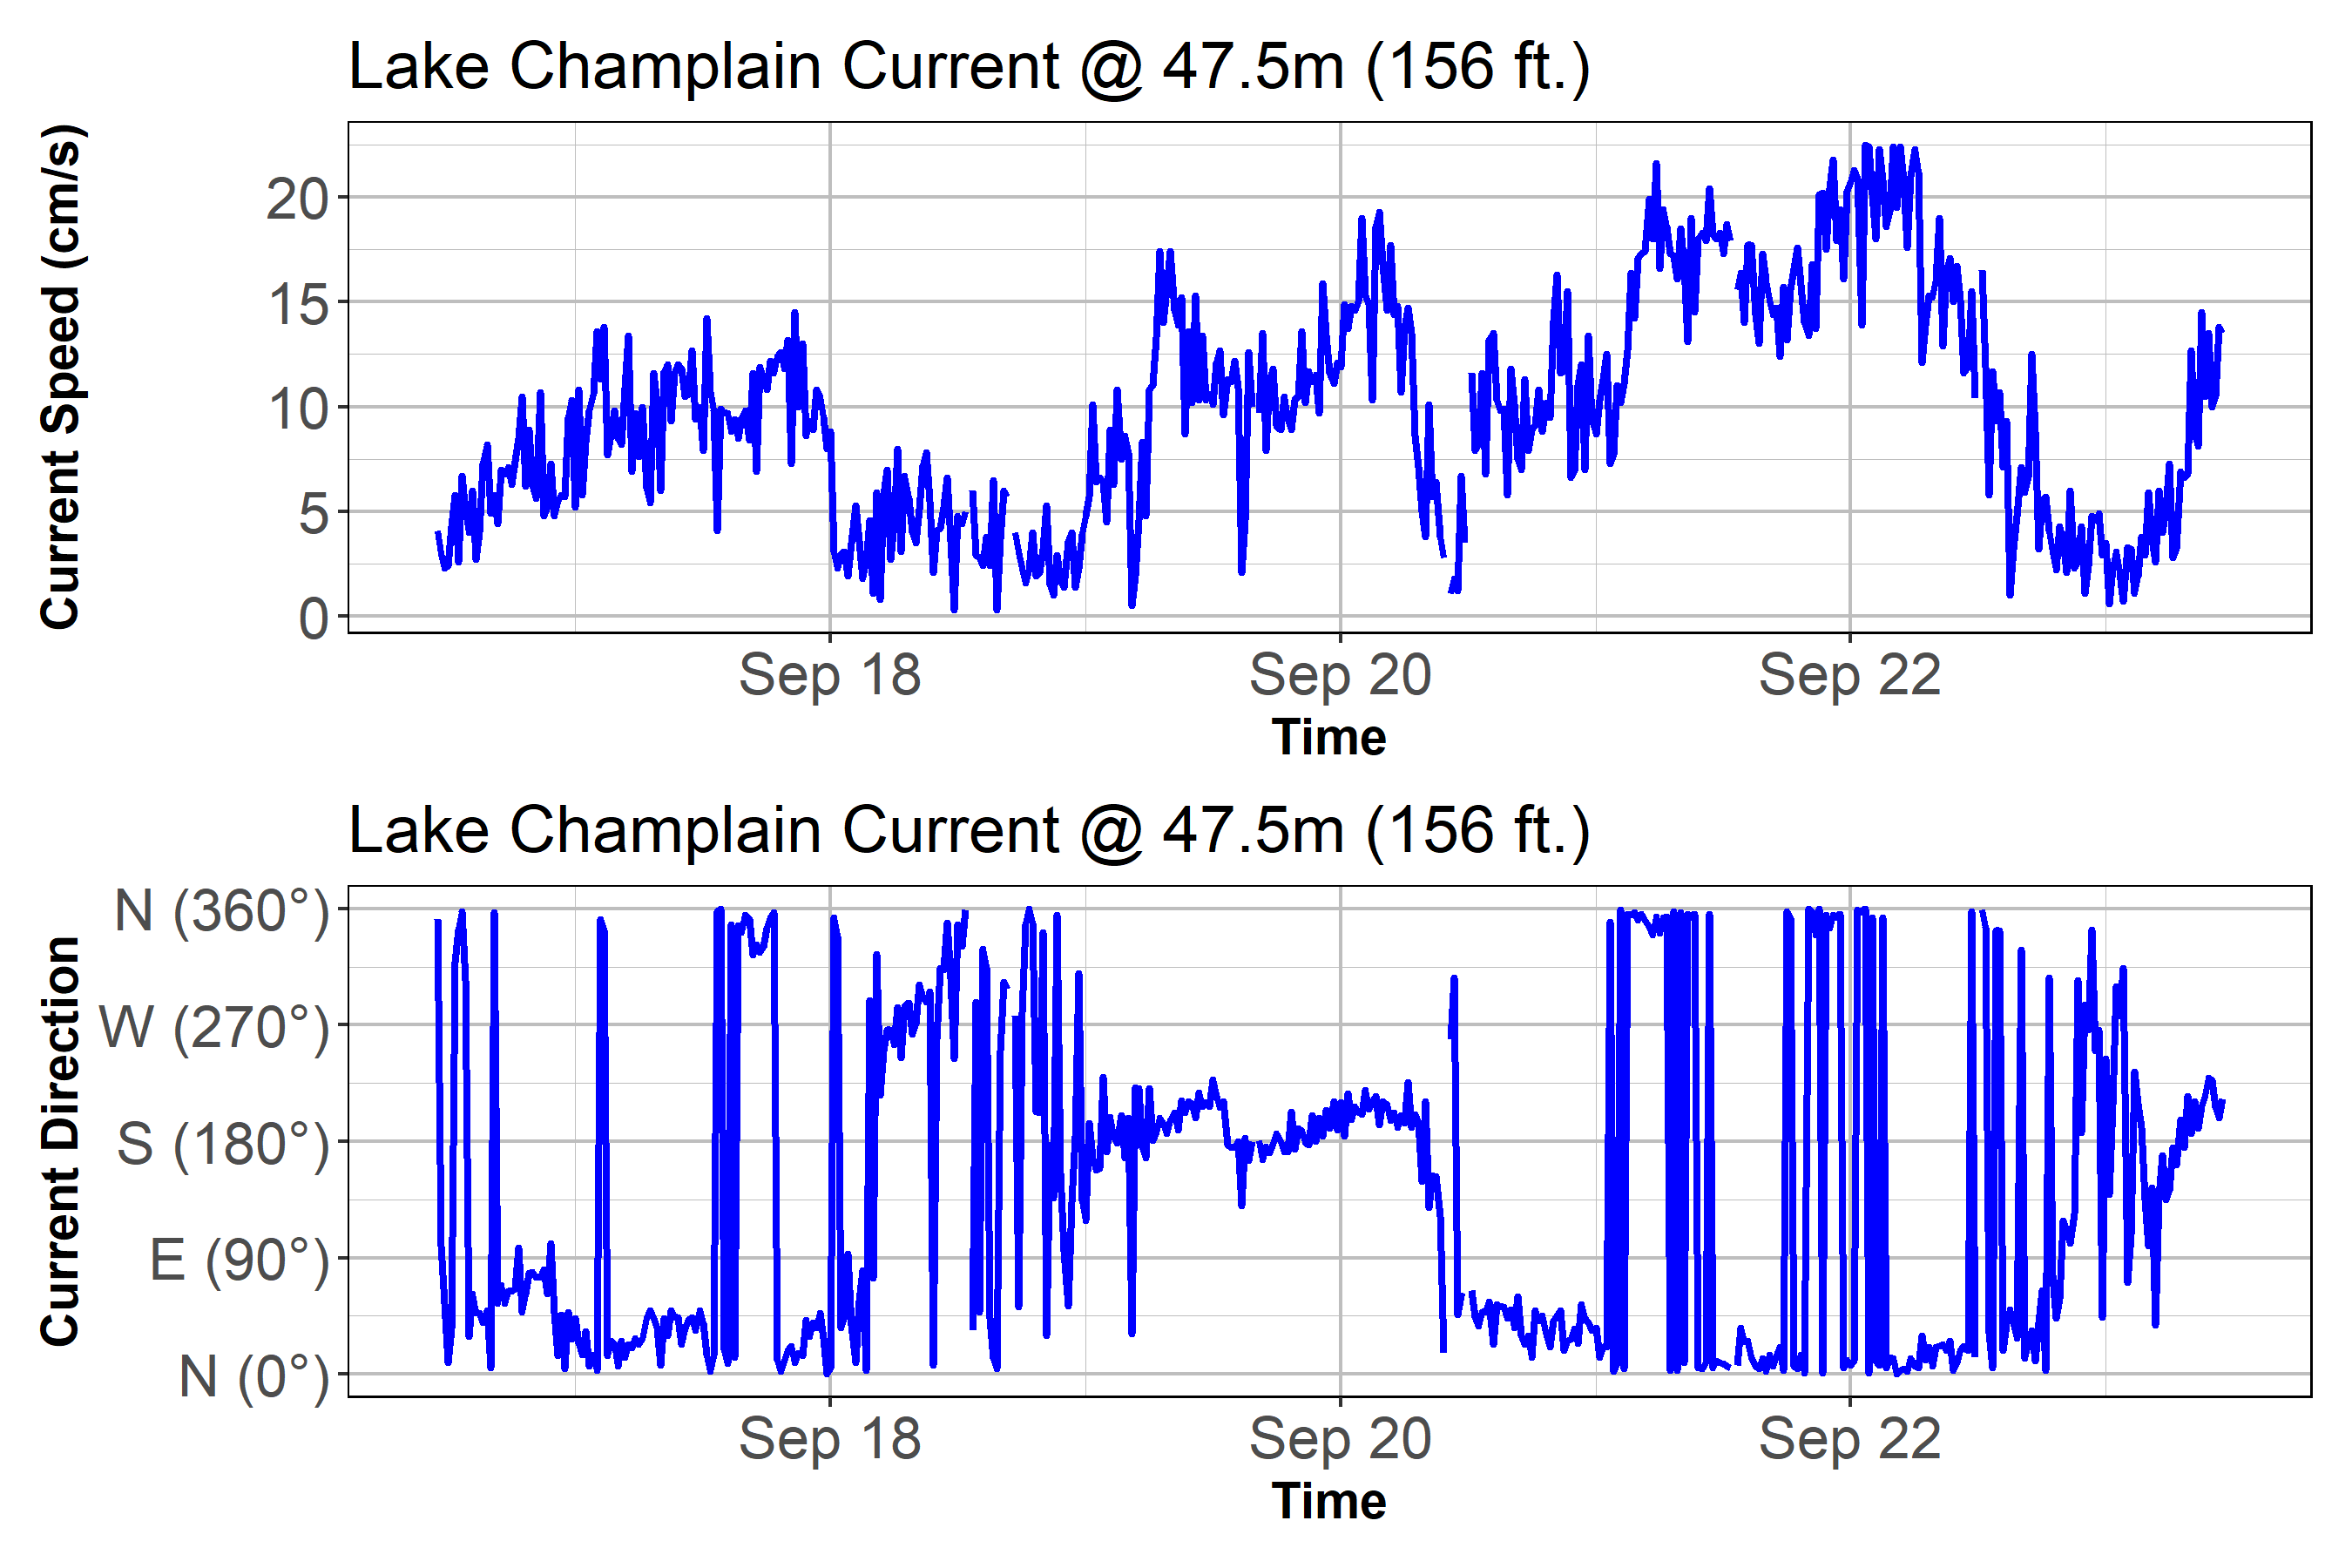 Lake Champlain Current @ 47.5m (156 ft.)
Current Speed (cm/s)
20
15
10
5
0
Sep 18 Sep 20 Sep 22
Time
Lake Champlain Current @ 47.5m (156 ft.)
Current Direction
N (360°)
W (270°)
S (180°)
E (90°)
N (0°)
Sep 18 Sep 20 Sep 22
Time